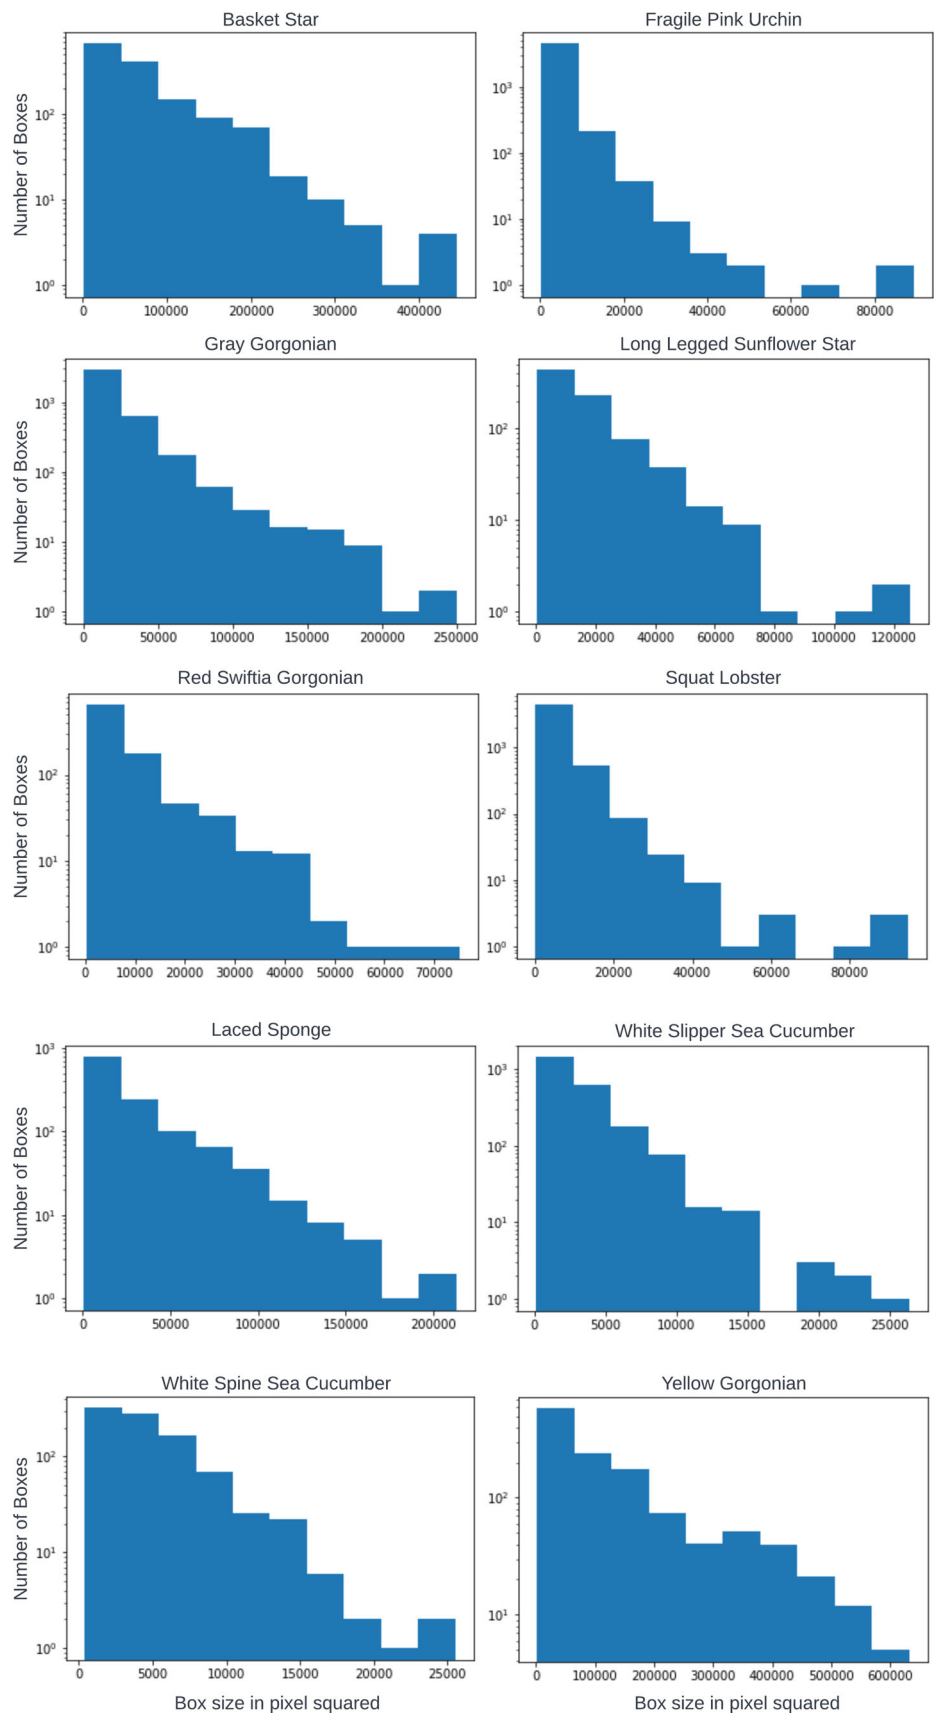 Basket Star
Fragile Pink Urchin
Number of Boxes
10²
10¹
10⁰
0 100000 200000 300000 400000
10³
10²
10¹
10⁰
0 20000 40000 60000 80000
Gray Gorgonian
Long Legged Sunflower Star
Number of Boxes
10³
10²
10¹
10⁰
0 50000 100000 150000 200000 250000
10²
10¹
10⁰
0 20000 40000 60000 80000 100000 120000
Red Swiftia Gorgonian
Squat Lobster
Number of Boxes
10²
10¹
10⁰
0 10000 20000 30000 40000 50000 60000 70000
10³
10²
10¹
10⁰
0 20000 40000 60000 80000
Laced Sponge
White Slipper Sea Cucumber
Number of Boxes
10³
10²
10¹
10⁰
0 50000 100000 150000 200000
10³
10²
10¹
10⁰
0 5000 10000 15000 20000 25000
White Spine Sea Cucumber
Yellow Gorgonian
Number of Boxes
10²
10¹
10⁰
0 5000 10000 15000 20000 25000
10²
10¹
0 100000 200000 300000 400000 500000 600000
Box size in pixel squared
Box size in pixel squared